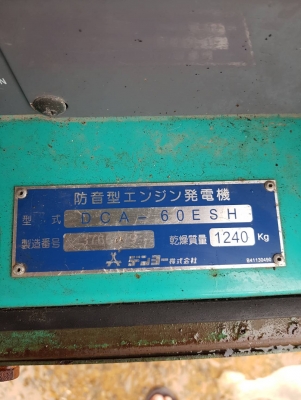 防音型エンジン発電機
型式 DCA-60ESH
製造番号
乾燥質量 1240 Kg
デンヨー株式会社